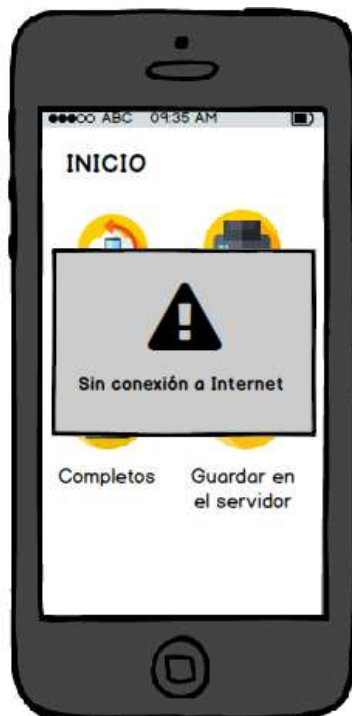 ABC 09:35 AM
INICIO
Sin conexión a Internet
Completos
Guardar en
el servidor